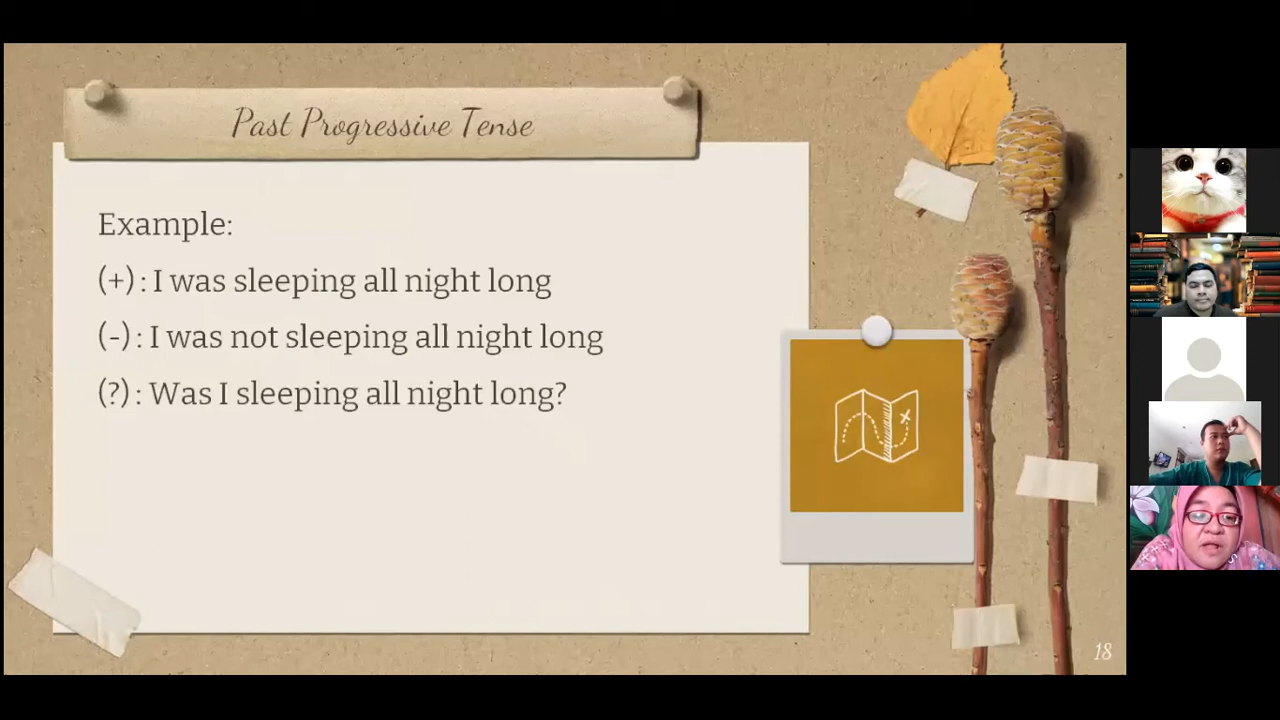 Past Progressive Tense
Example:
(+) : I was sleeping all night long
(-) : I was not sleeping all night long
(?) : Was I sleeping all night long?
18